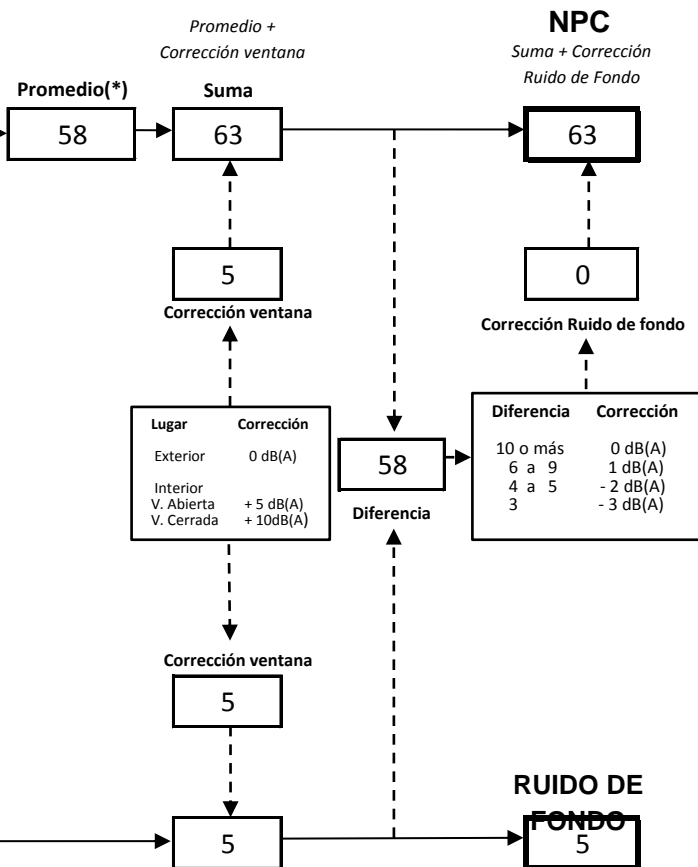 Promedio +
Corrección ventana
NPC
Suma + Corrección
Ruido de Fondo
Promedio(*)
Suma
58
63
63
5
0
Corrección ventana
Corrección Ruido de fondo
Lugar Corrección
Exterior 0 dB(A)
Interior
V. Abierta + 5 dB(A)
V. Cerrada + 10dB(A)
58
Diferencia
Diferencia Corrección
10 o más 0 dB(A)
6 a 9 1 dB(A)
4 a 5 - 2 dB(A)
3 - 3 dB(A)
Corrección ventana
5
RUIDO DE
FONDO
5
5